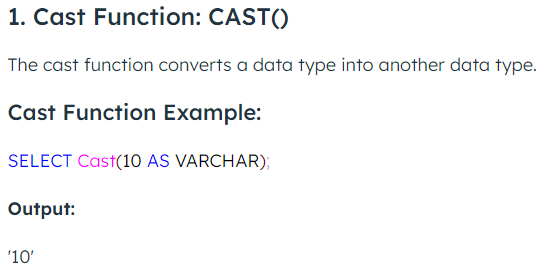 1. Cast Function: CAST()
The cast function converts a data type into another data type.
Cast Function Example:
SELECT Cast(10 AS VARCHAR);
Output:
'10'